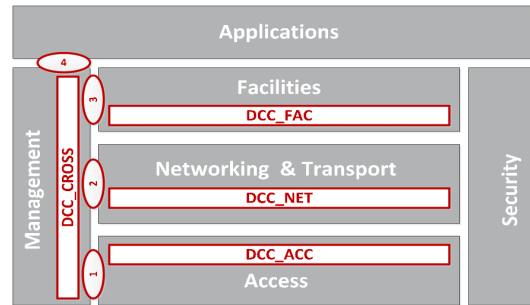 Applications
4
Management
DCC_CROSS
3
Facilities
DCC_FAC
2
Networking & Transport
DCC_NET
1
DCC_ACC
Access
Security